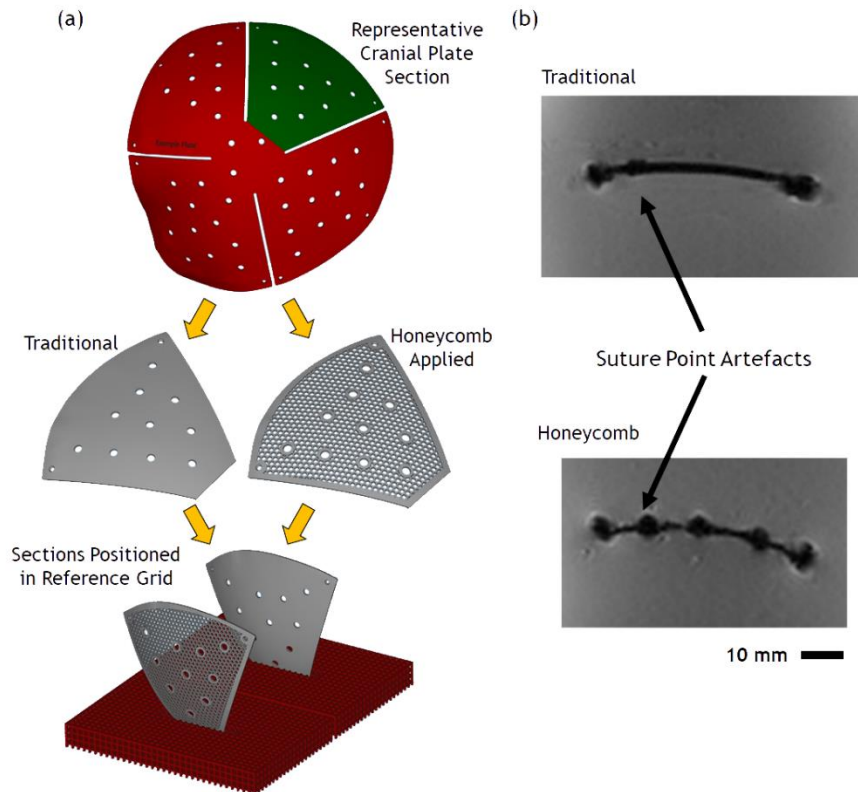 (a)
Representative
Cranial Plate
Section
Traditional
Honeycomb
Applied
Sections Positioned
in Reference Grid
(b)
Traditional
Suture Point Artefacts
Honeycomb
10 mm